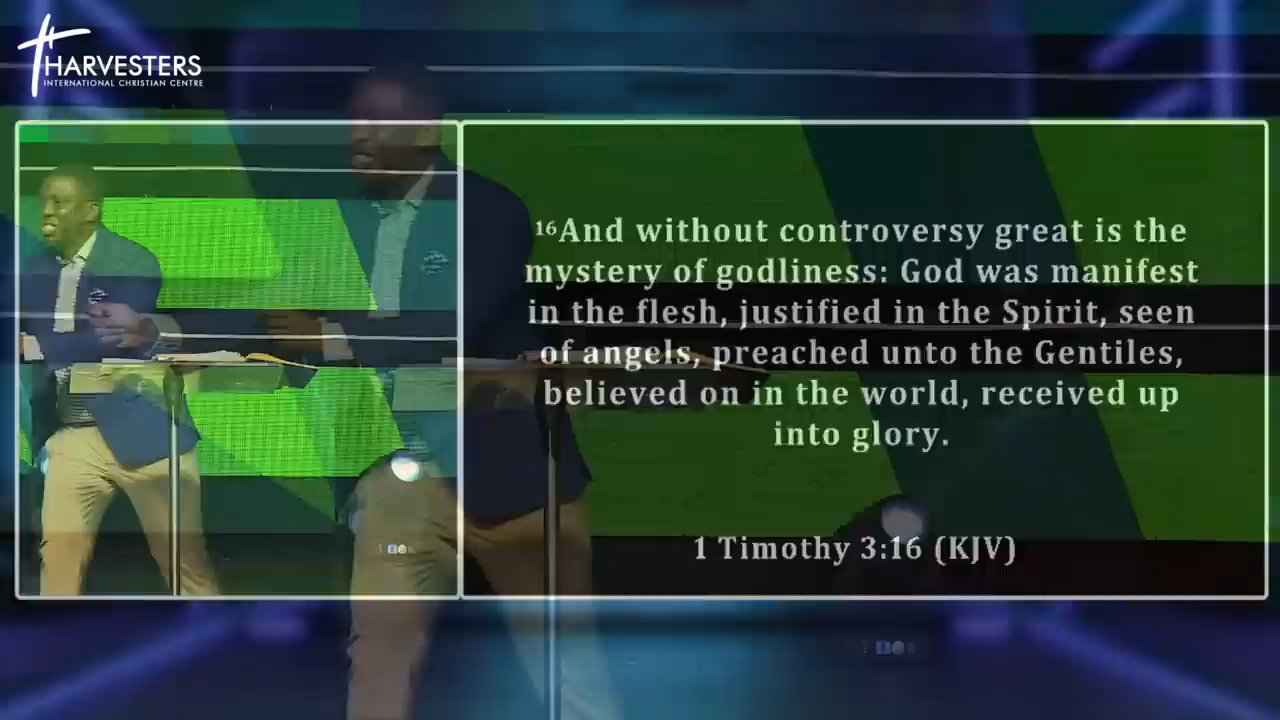 HARVESTERS
INTERNATIONAL CHRISTIAN CENTRE
16And without controversy great is the
mystery of godliness: God was manifest
in the flesh, justified in the Spirit, seen
of angels, preached unto the Gentiles,
believed on in the world, received up
into glory.
1 Timothy 3:16 (KJV)